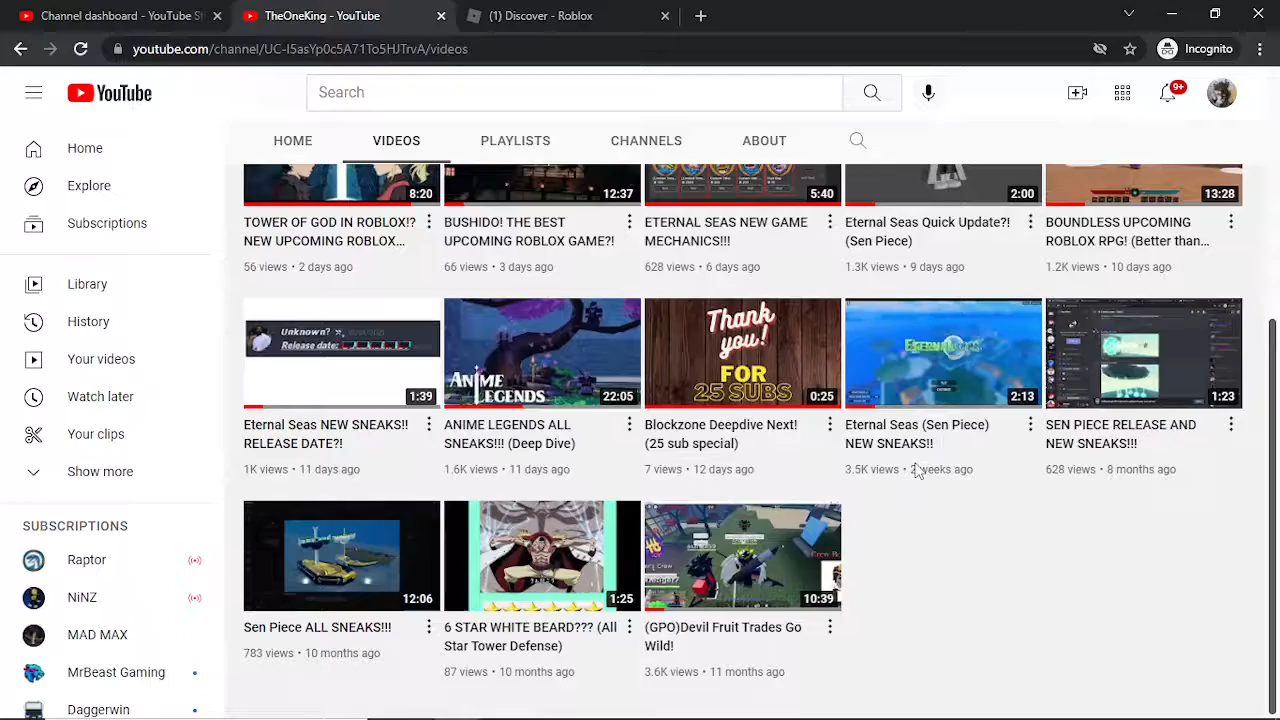 Channel dashboard - YouTube S
TheOneKing - YouTube
(1) Discover - Roblox
youtube.com/channel/UC-I5asYp0c5A71To5HJTrvA/videos
Incognito
YouTube
Search
9+
HOME
VIDEOS
PLAYLISTS
CHANNELS
ABOUT
Home
Explore
Subscriptions
Library
History
Your videos
Watch later
Your clips
Show more
SUBSCRIPTIONS
Raptor
NiNZ
MAD MAX
MrBeast Gaming
Daggerwin
8:20
TOWER OF GOD IN ROBLOX!?
NEW UPCOMING ROBLOX...
56 views • 2 days ago
12:37
BUSHIDO! THE BEST
UPCOMING ROBLOX GAME?!
66 views • 3 days ago
5:40
ETERNAL SEAS NEW GAME
MECHANICS!!!
628 views • 6 days ago
2:00
Eternal Seas Quick Update?!
(Sen Piece)
1.3K views • 9 days ago
13:28
BOUNDLESS UPCOMING
ROBLOX RPG! (Better than...
1.2K views • 10 days ago
Unknown?
Release date:
1:39
Eternal Seas NEW SNEAKS!!
RELEASE DATE?!
1K views • 11 days ago
ANIME
LEGENDS
22:05
ANIME LEGENDS ALL
SNEAKS!!! (Deep Dive)
1.6K views • 11 days ago
Thank
you!
FOR
25 SUBS
0:25
Blockzone Deepdive Next!
(25 sub special)
7 views • 12 days ago
2:13
Eternal Seas (Sen Piece)
NEW SNEAKS!!
3.5K views • 2 weeks ago
1:23
SEN PIECE RELEASE AND
NEW SNEAKS!!!
628 views • 8 months ago
12:06
Sen Piece ALL SNEAKS!!!
783 views • 10 months ago
1:25
6 STAR WHITE BEARD??? (All
Star Tower Defense)
87 views • 10 months ago
10:39
(GPO)Devil Fruit Trades Go
Wild!
3.6K views • 11 months ago